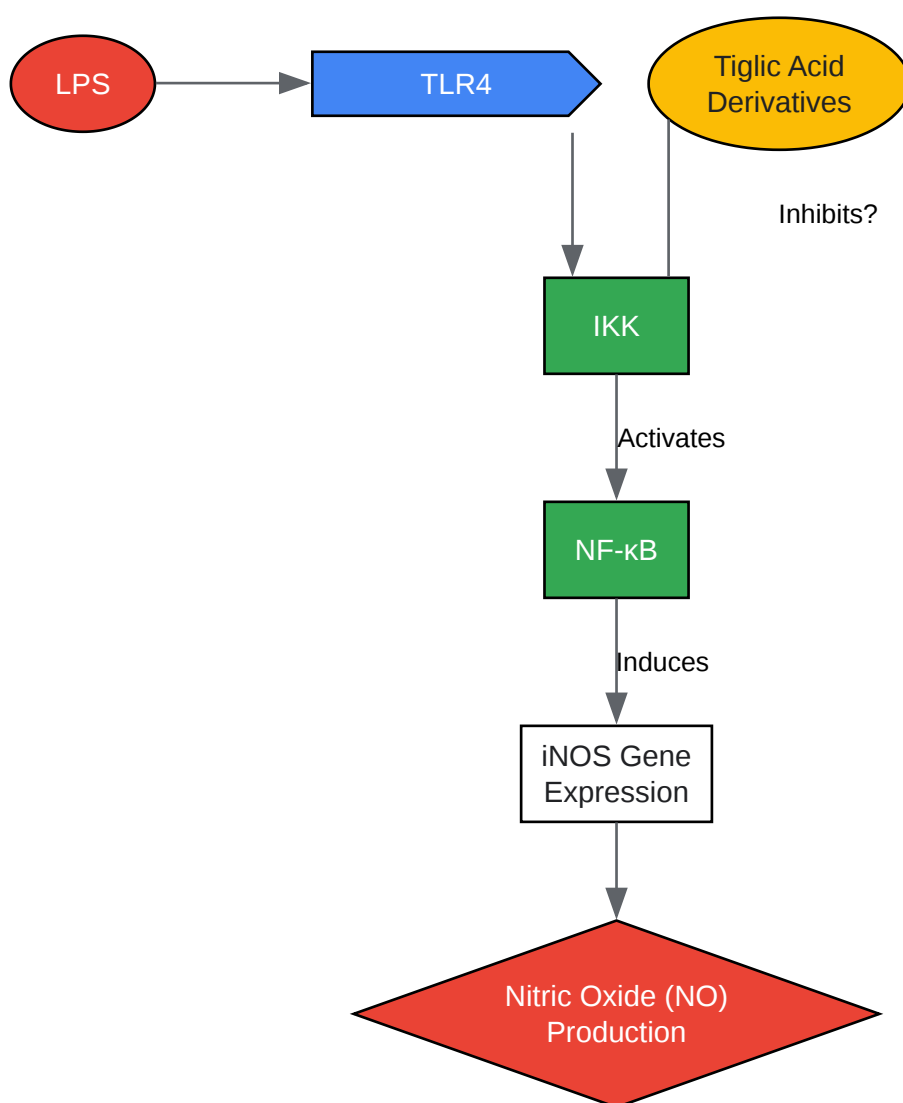 LPS
TLR4
Tiglic Acid
Derivatives
Inhibits?
IKK
Activates
NF-κB
Induces
iNOS Gene
Expression
Nitric Oxide (NO)
Production